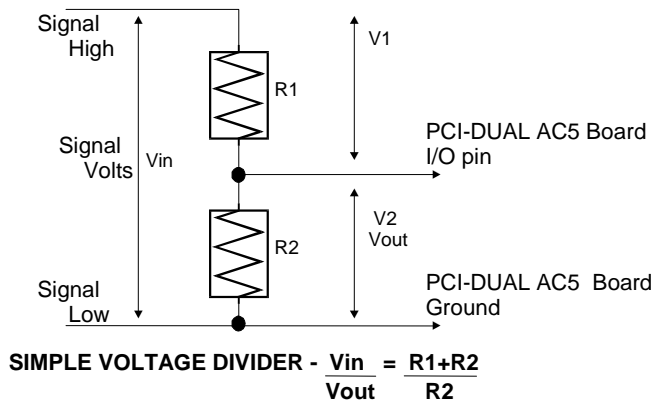 Signal
High
V1
R1
PCI-DUAL AC5 Board
I/O pin
Signal
Volts
Vin
V2
Vout
R2
PCI-DUAL AC5 Board
Ground
Signal
Low
SIMPLE VOLTAGE DIVIDER - Vin = R1+R2
Vout R2